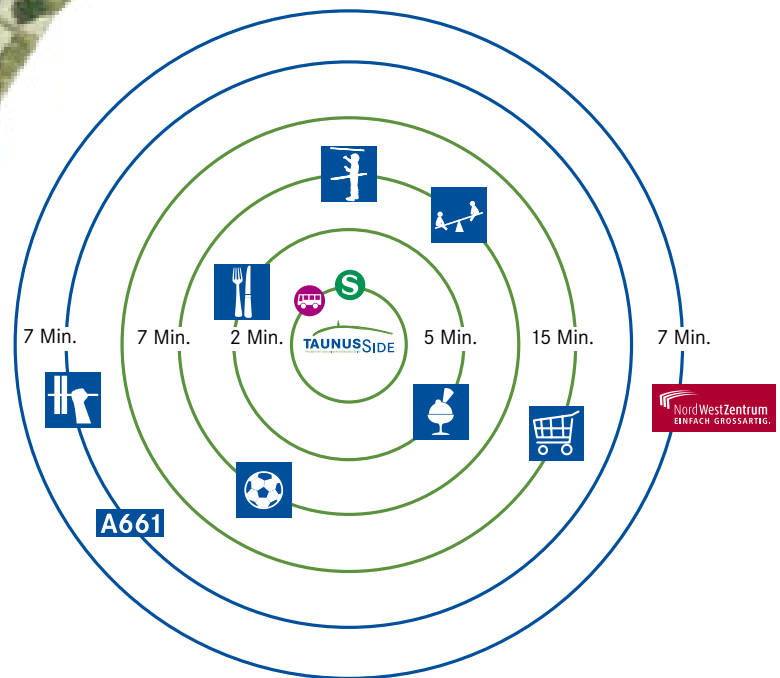 S
TAUNUSSIDE
7 Min.
7 Min.
2 Min.
5 Min.
15 Min.
7 Min.
NordWestZentrum
EINFACH GROSSARTIG.
A661